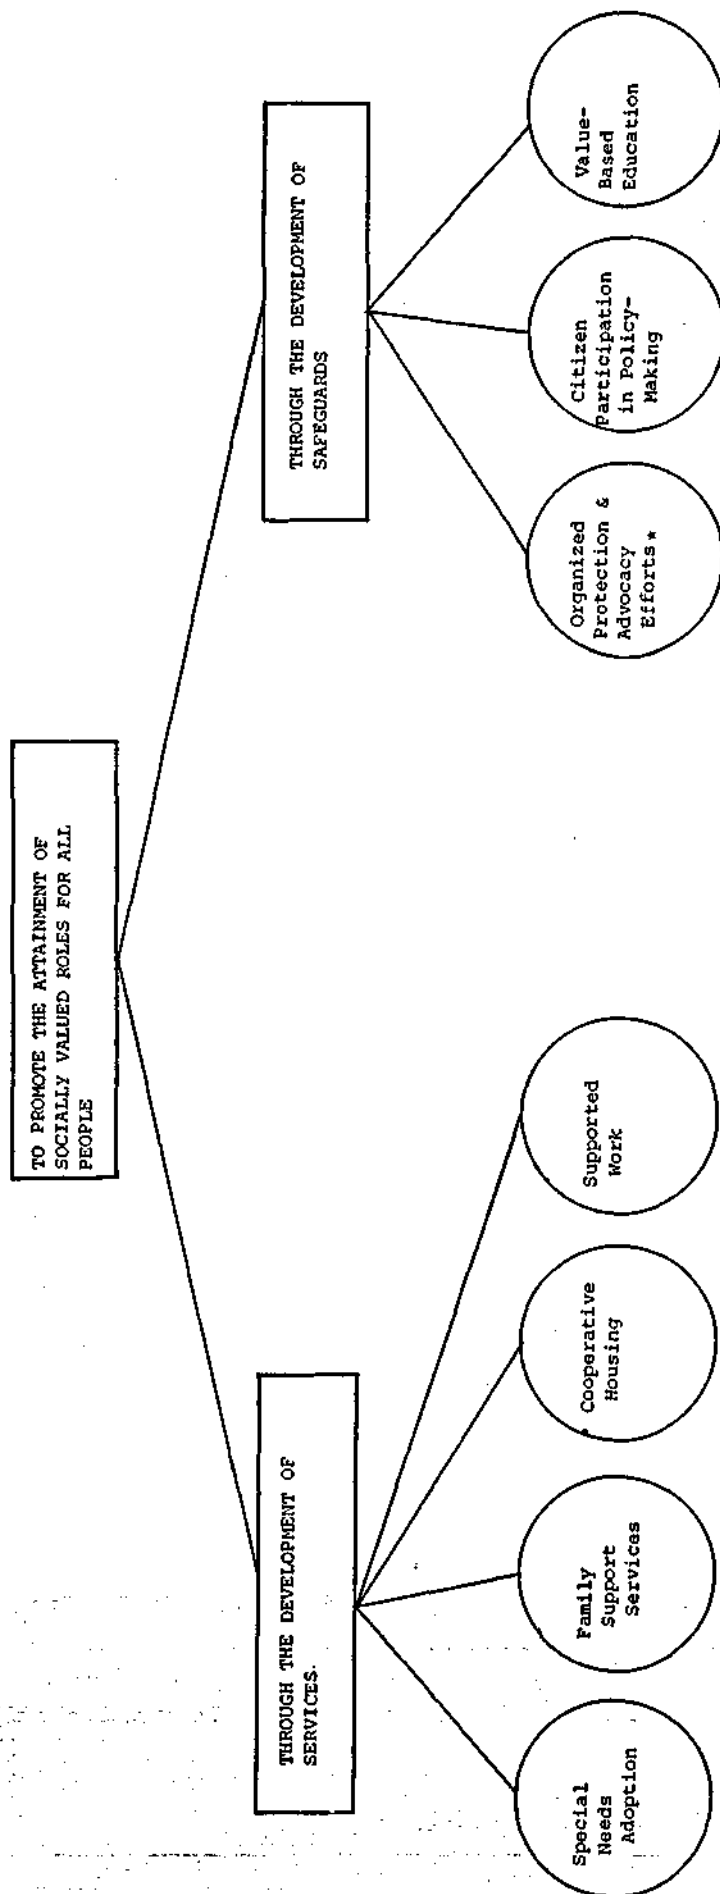 TO PROMOTE THE ATTAINMENT OF
SOCIALLY VALUED ROLES FOR ALL
PEOPLE
THROUGH THE DEVELOPMENT OF
SERVICES.
THROUGH THE DEVELOPMENT OF
SAFEGUARDS
Special
Needs
Adoption
Family
Support
Services
Cooperative
Housing
Supported
Work
Organized
Protection &
Advocacy
Efforts*
Citizen
Participation
in Policy-
Making
Value-
Based
Education